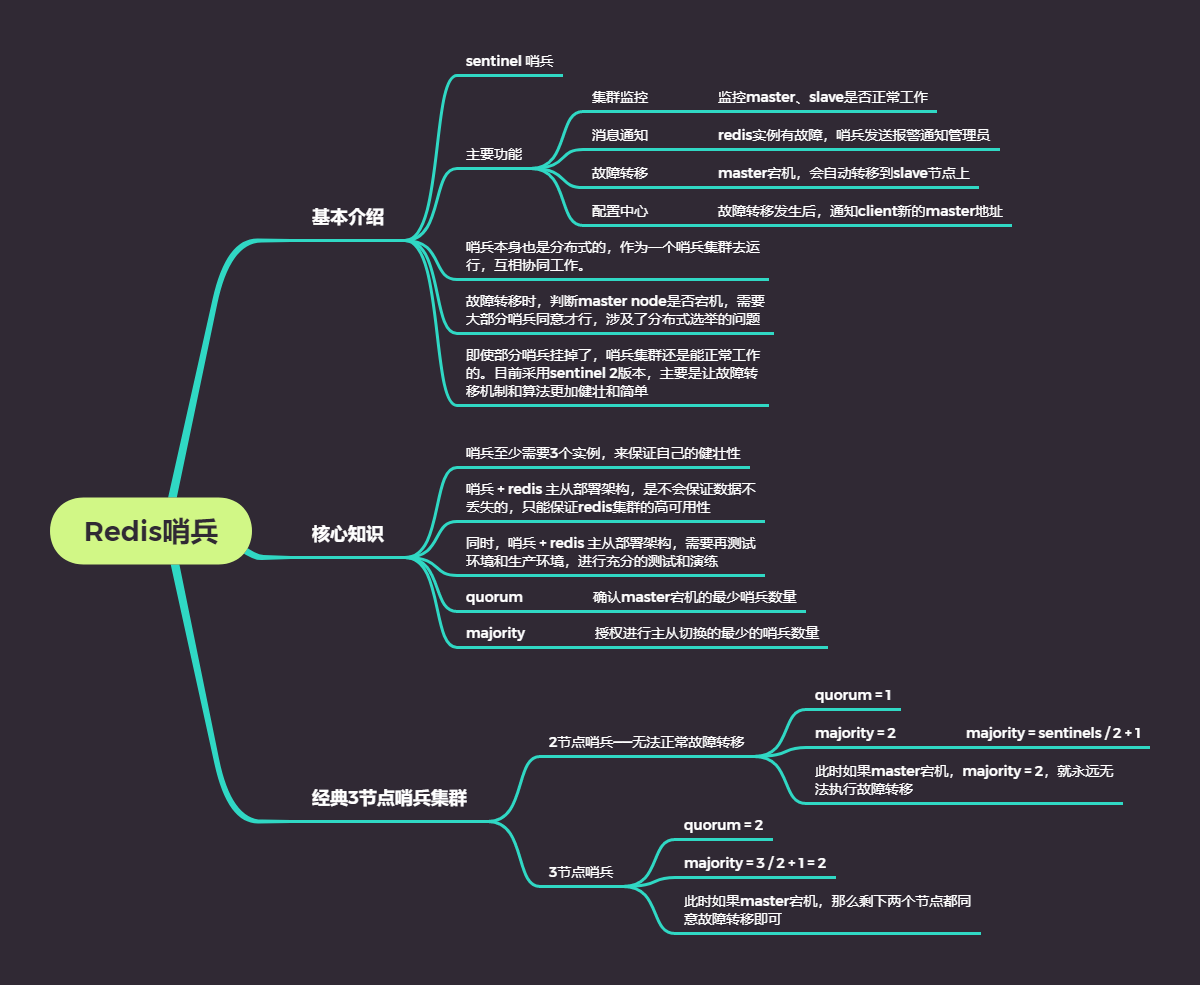 Redis哨兵
基本介绍
sentinel 哨兵
主要功能
集群监控
监控master、slave是否正常工作
消息通知
redis实例有故障，哨兵发送报警通知管理员
故障转移
master宕机，会自动转移到slave节点上
配置中心
故障转移发生后，通知client新的master地址
哨兵本身也是分布式的，作为一个哨兵集群去运
行，互相协同工作。
故障转移时，判断master node是否宕机，需要
大部分哨兵同意才行，涉及了分布式选举的问题
即使部分哨兵挂掉了，哨兵集群还是能正常工作
的。目前采用sentinel 2版本，主要是让故障转
移机制和算法更加健壮和简单
核心知识
哨兵至少需要3个实例，来保证自己的健壮性
哨兵 + redis 主从部署架构，是不会保证数据不
丢失的，只能保证redis集群的高可用性
同时，哨兵 + redis 主从部署架构，需要再测试
环境和生产环境，进行充分的测试和演练
quorum
确认master宕机的最少哨兵数量
majority
授权进行主从切换的最少的哨兵数量
经典3节点哨兵集群
2节点哨兵——无法正常故障转移
quorum = 1
majority = 2
majority = sentinels / 2 + 1
此时如果master宕机，majority = 2，就永远无
法执行故障转移
3节点哨兵
quorum = 2
majority = 3 / 2 + 1 = 2
此时如果master宕机，那么剩下两个节点都同
意故障转移即可